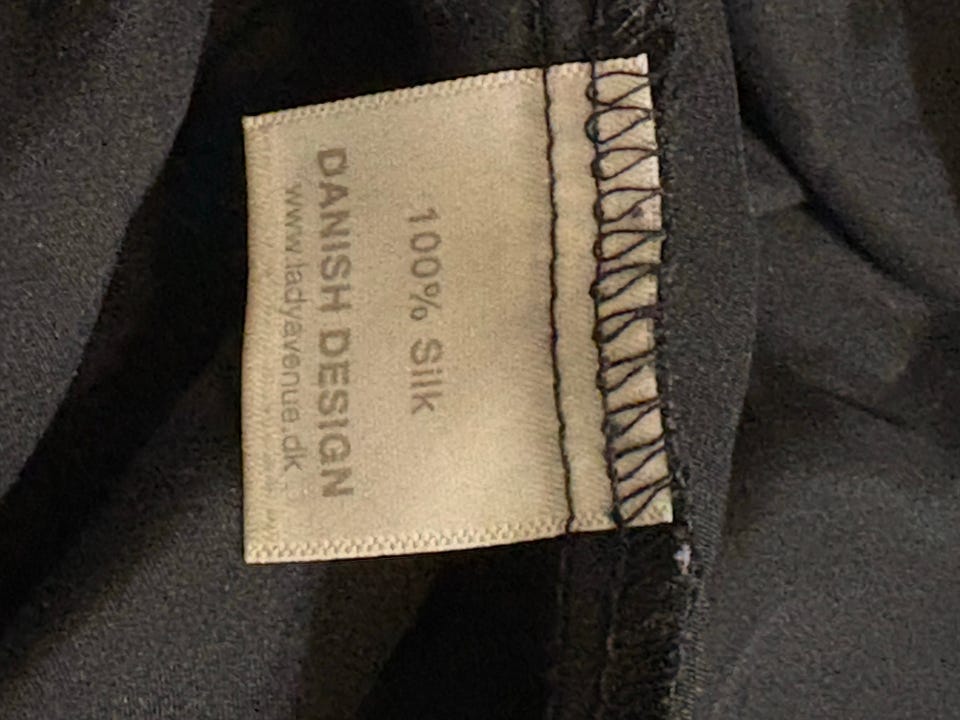 100% Silk
DANISH DESIGN
www.ladyavenue.dk